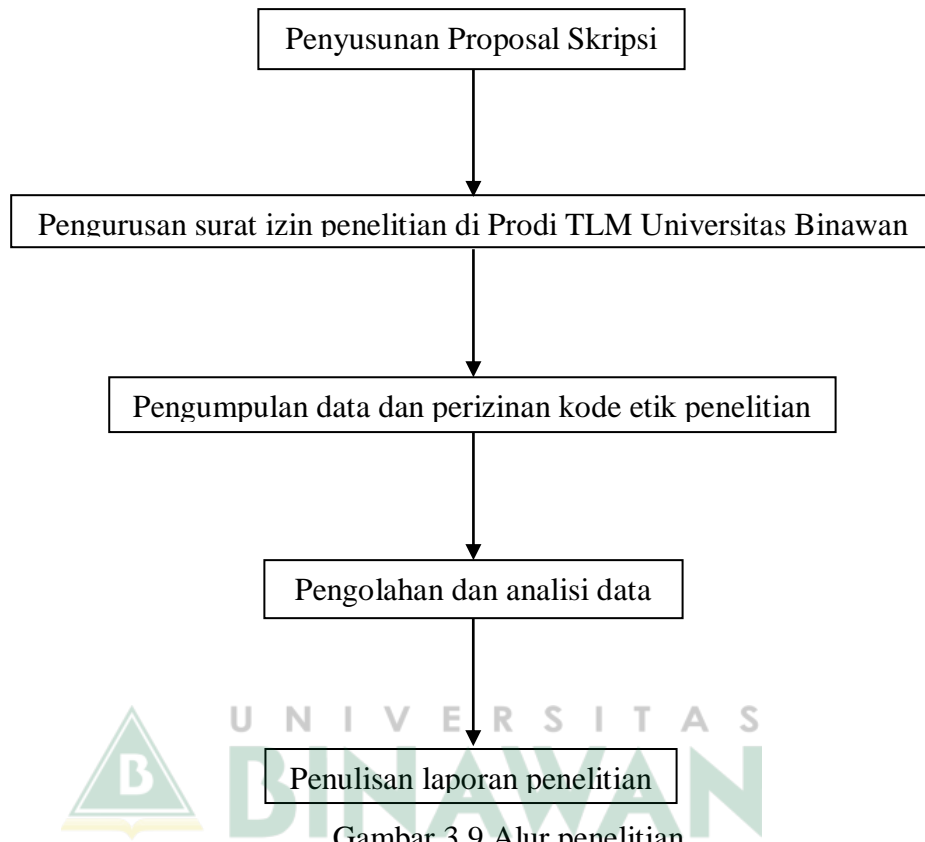 Penyusunan Proposal Skripsi
Pengurusan surat izin penelitian di Prodi TLM Universitas Binawan
Pengumpulan data dan perizinan kode etik penelitian
Pengolahan dan analisi data
UNIVERSITAS
B BINAWAN
Penulisan laporan penelitian
Gambar 3.9 Alur penelitian